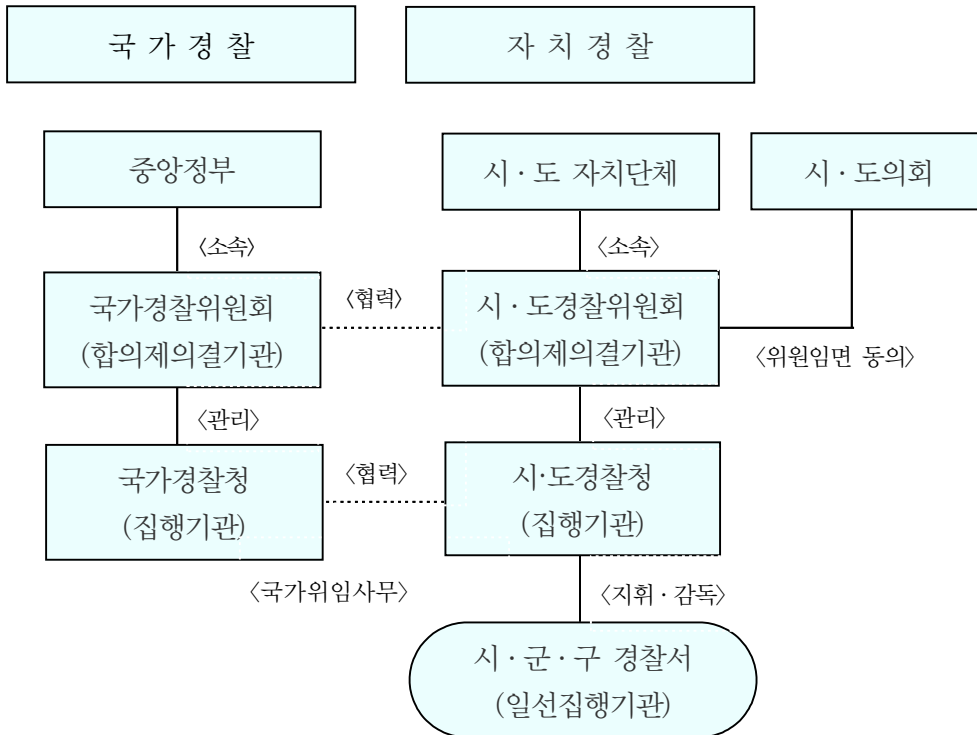 국 가 경 찰
자 치 경 찰
중앙정부
시 · 도 자치단체
시 · 도의회
〈소속〉
〈소속〉
국가경찰위원회
(합의제의결기관)
〈협력〉
시 · 도경찰위원회
(합의제의결기관)
〈위원임면 동의〉
〈관리〉
〈관리〉
국가경찰청
(집행기관)
〈협력〉
시·도경찰청
(집행기관)
〈국가위임사무〉
〈지휘 · 감독〉
시 · 군 · 구 경찰서
(일선집행기관)